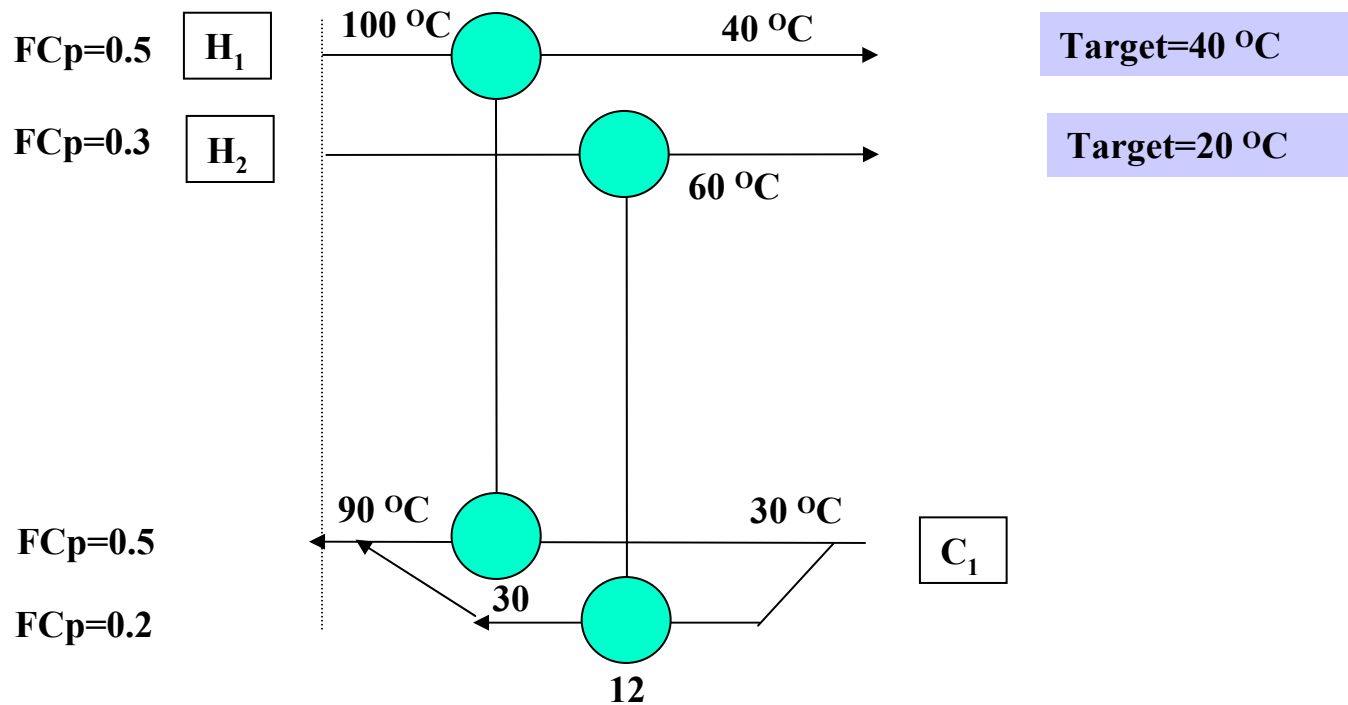 100 ᴼC
40 ᴼC
FCp=0.5
H₁
Target=40 ᴼC
FCp=0.3
H₂
Target=20 ᴼC
60 ᴼC
90 ᴼC
30 ᴼC
FCp=0.5
C₁
30
FCp=0.2
12